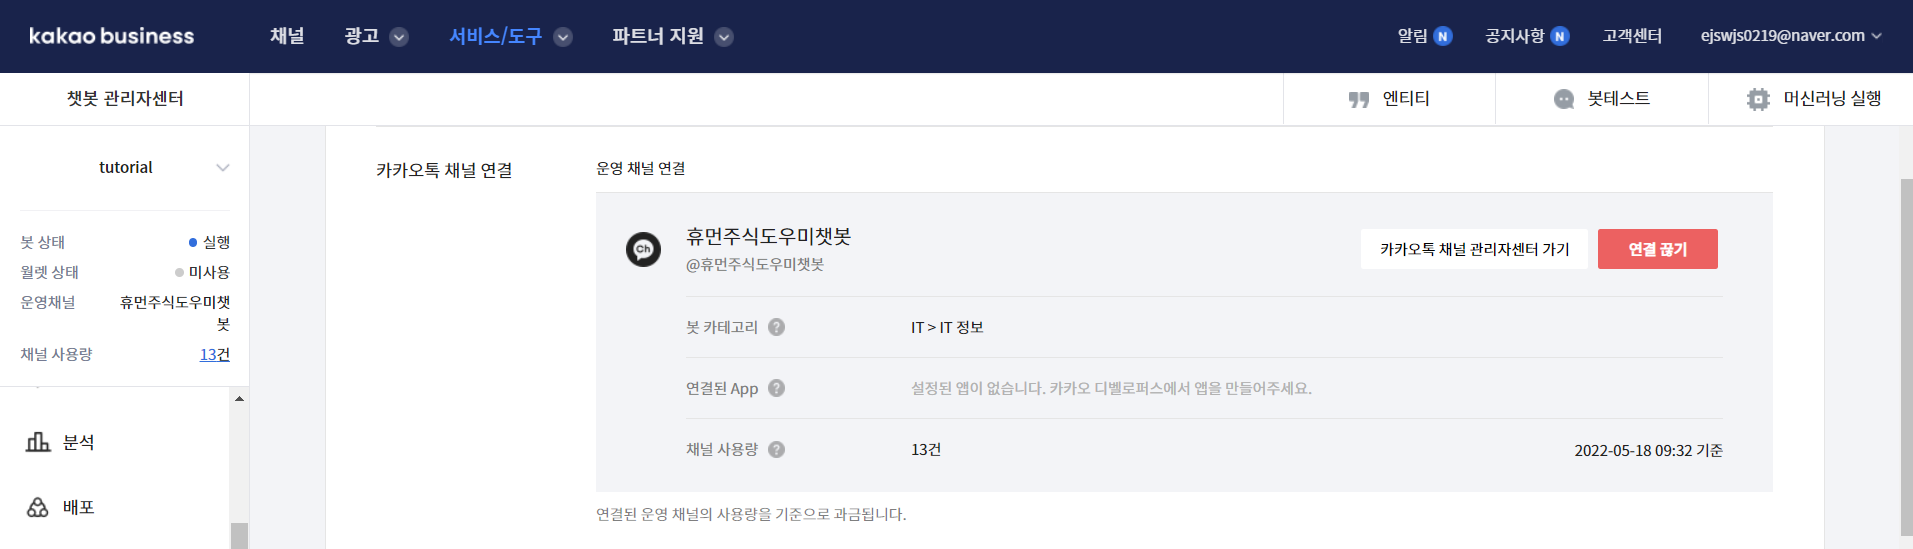 kakao business 채널 광고 서비스/도구 파트너 지원 알림 N 공지사항 N 고객센터 ejswjs0219@naver.com
챗봇 관리자센터 엔티티 봇테스트 머신러닝 실행
tutorial
봇 상태 실행
월렛 상태 미사용
운영채널 휴먼주식도우미챗
봇
채널 사용량 13건
분석
배포
카카오톡 채널 연결
운영 채널 연결
Ch
휴먼주식도우미챗봇
@휴먼주식도우미챗봇
카카오톡 채널 관리자센터 가기 연결 끊기
봇 카테고리 ? IT > IT 정보
연결된 App ? 설정된 앱이 없습니다. 카카오 디벨로퍼스에서 앱을 만들어주세요.
채널 사용량 ? 13건 2022-05-18 09:32 기준
연결된 운영 채널의 사용량을 기준으로 과금됩니다.